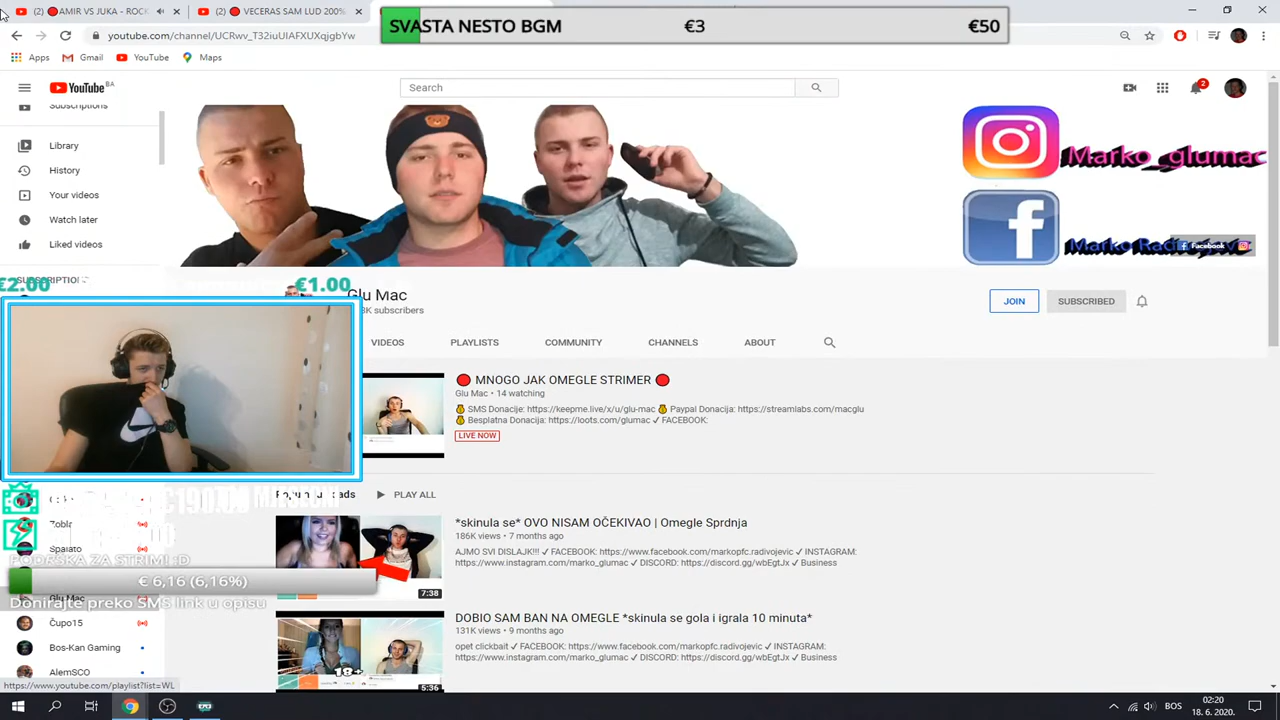 (2) AMIR VS JUKA - ROCK
(2) VECERAS SAM LUD 200%
SVASTA NESTO BGM €3 €50
youtube.com/channel/UCRwv_T32iuUIAFXUXqjgbYw
Apps Gmail YouTube Maps
YouTube BA
Search
2
Subscriptions
Library
History
Your videos
Watch later
Liked videos
Marko_glumac
Facebook
€2.00 €1.00
Glu Mac
subscribers
JOIN SUBSCRIBED
VIDEOS PLAYLISTS COMMUNITY CHANNELS ABOUT
MNOGO JAK OMEGLE STRIMER
Glu Mac • 14 watching
SMS Donacije: https://keepme.live/x/u/glu-mac Paypal Donacija: https://streamlabs.com/macglu
Besplatna Donacija: https://loots.com/glumac ✓ FACEBOOK:
LIVE NOW
PLAY ALL
*skinula se* OVO NISAM OČEKIVAO | Omegle Sprdnja
186K views • 7 months ago
AJMO SVI DISLAJK!!! ✓ FACEBOOK: https://www.facebook.com/markopfc.radivojevic ✓ INSTAGRAM:
https://www.instagram.com/marko_glumac ✓ DISCORD: https://discord.gg/wbEgtJx ✓ Business
7:38
DOBIO SAM BAN NA OMEGLE *skinula se gola i igrala 10 minuta*
131K views • 9 months ago
opet clickbait ✓ FACEBOOK: https://www.facebook.com/markopfc.radivojevic ✓ INSTAGRAM:
https://www.instagram.com/marko_glumac ✓ DISCORD: https://discord.gg/wbEgtJx ✓ Business
18+
5:36
Spaiato
PODRŠKA ZA STRIM! :D
€ 6,16 (6,16%)
Donirajte preko SMS link u opisu
Glu Mac
Čupo15
Bos-Kan Gaming
AlemSCO
https://www.youtube.com/playlist?list=WL
BOS
02:20
18. 6. 2020.